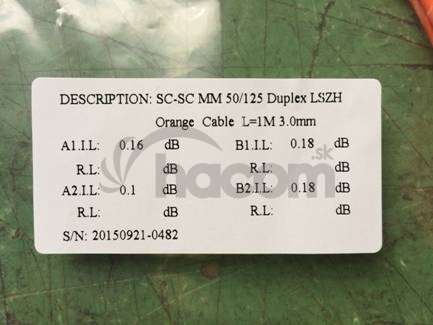 DESCRIPTION: SC-SC MM 50/125 Duplex LSZH
Orange Cable L=1M 3.0mm
A1.I.L: 0.16 dB B1.I.L: 0.18 dB
R.L: dB R.L: dB
A2.I.L: 0.1 dB B2.I.L: 0.18 dB
R.L: dB R.L: dB
S/N: 20150921-0482
hacom.sk